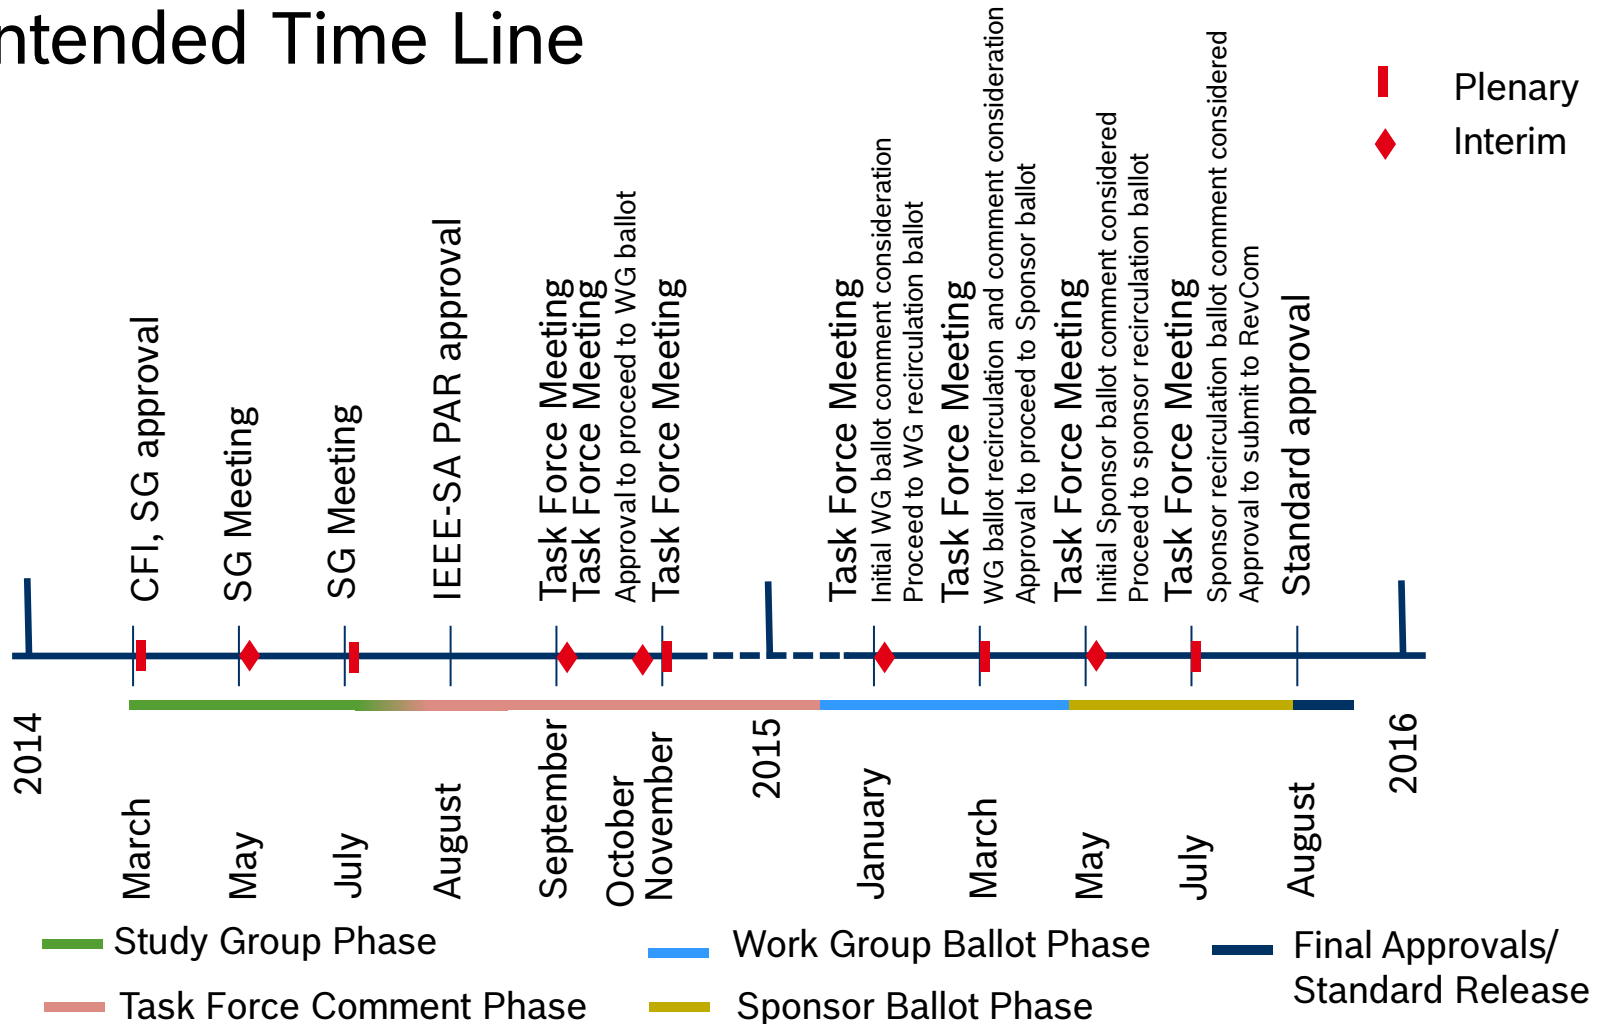 ntended Time Line
Plenary
Interim
CFI, SG approval
SG Meeting
SG Meeting
IEEE-SA PAR approval
Task Force Meeting
Task Force Meeting
Approval to proceed to WG ballot
Task Force Meeting
Task Force Meeting
Initial WG ballot comment consideration
Proceed to WG recirculation ballot
Task Force Meeting
WG ballot recirculation and comment consideration
Approval to proceed to Sponsor ballot
Task Force Meeting
Initial Sponsor ballot comment considered
Proceed to sponsor recirculation ballot
Task Force Meeting
Sponsor recirculation ballot comment considered
Approval to submit to RevCom
Standard approval
2014
March
May
July
August
September
October
November
2015
January
March
May
July
August
2016
Study Group Phase
Task Force Comment Phase
Work Group Ballot Phase
Sponsor Ballot Phase
Final Approvals/
Standard Release